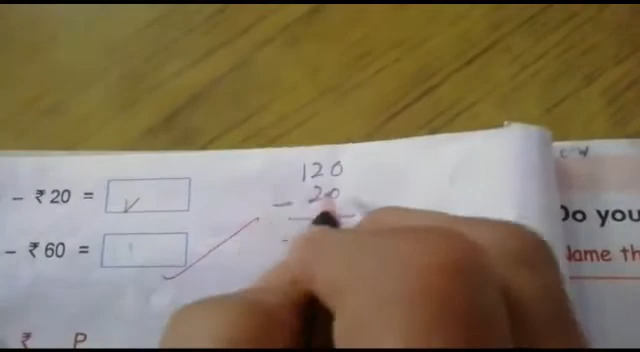 - ₹ 20 =
120
- 20
- ₹ 60 =
₹ P
Do you
Name th